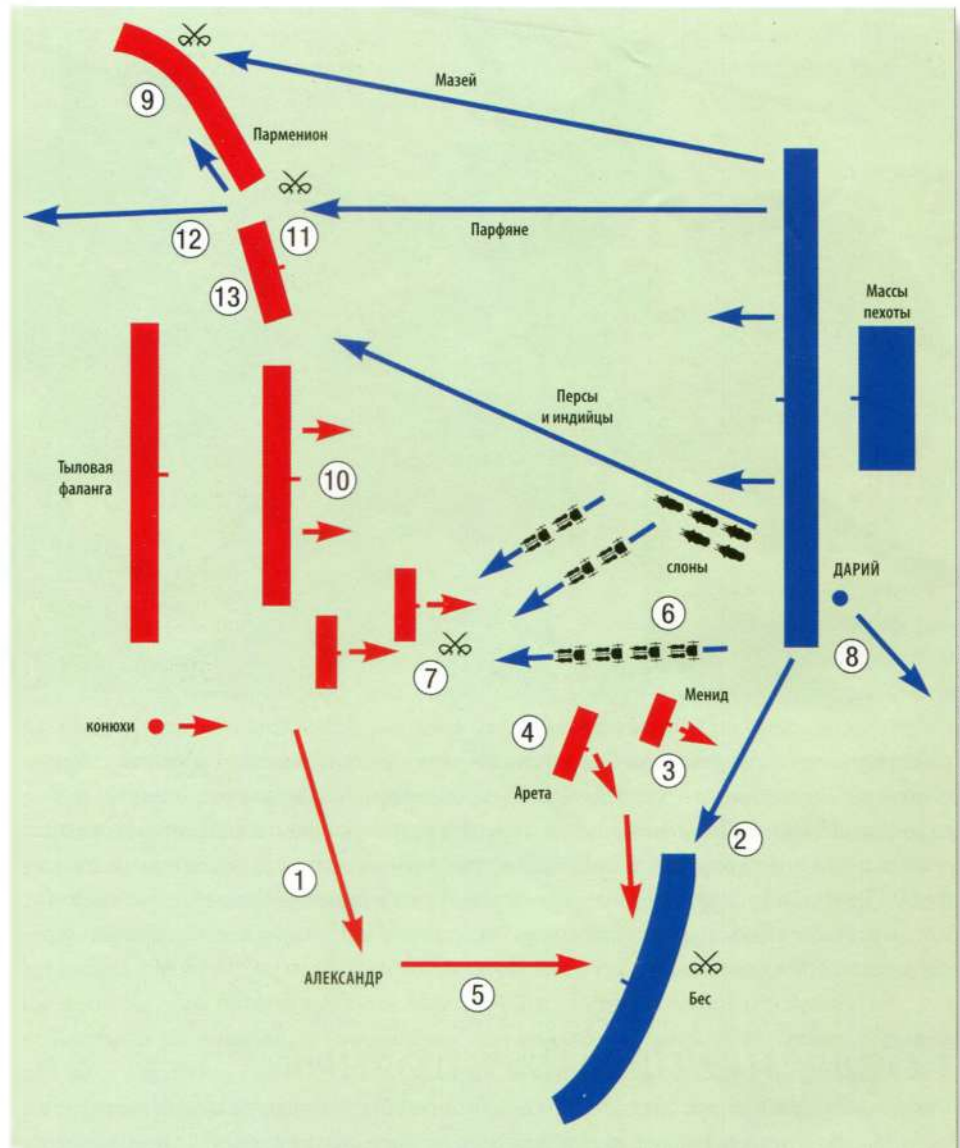 Мазей
9
Парменион
12
11
Парфяне
13
Массы
пехоты
Персы
и индийцы
Тыловая
фаланга
10
слоны
ДАРИЙ
6
8
7
Менид
конюхи
4
3
Арета
2
1
АЛЕКСАНДР
5
Бес